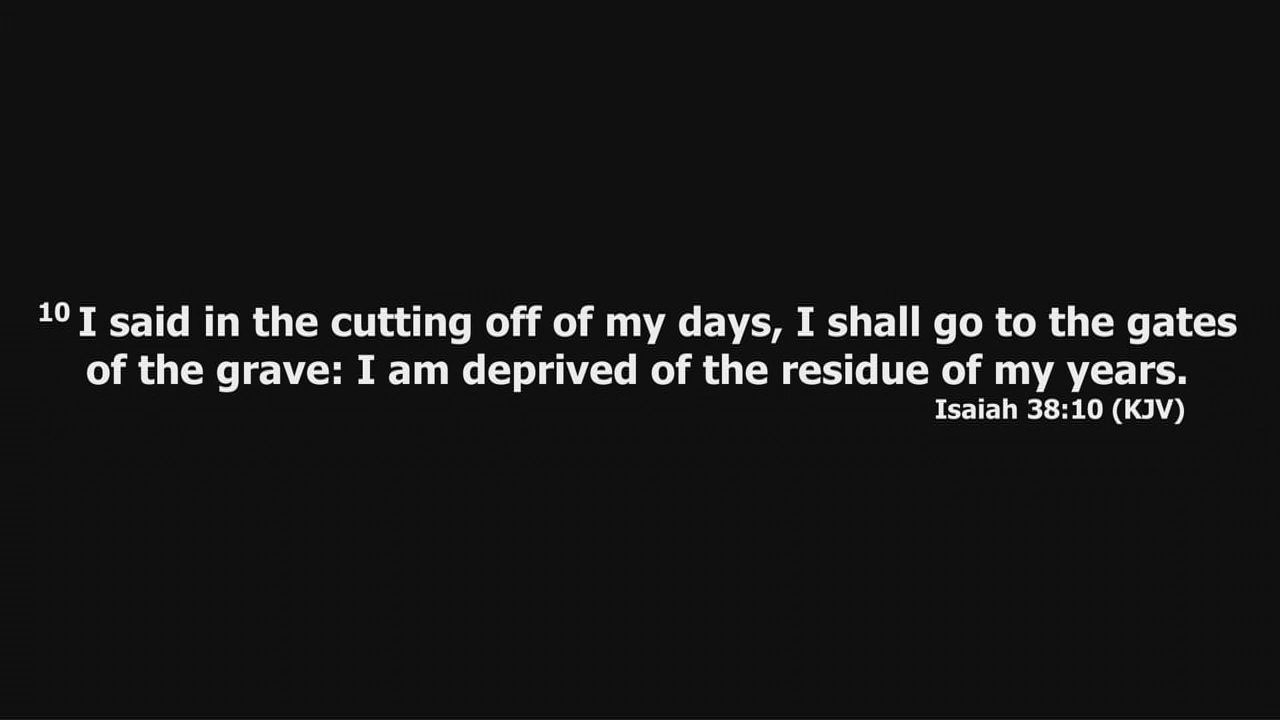 10 I said in the cutting off of my days, I shall go to the gates
of the grave: I am deprived of the residue of my years.
Isaiah 38:10 (KJV)